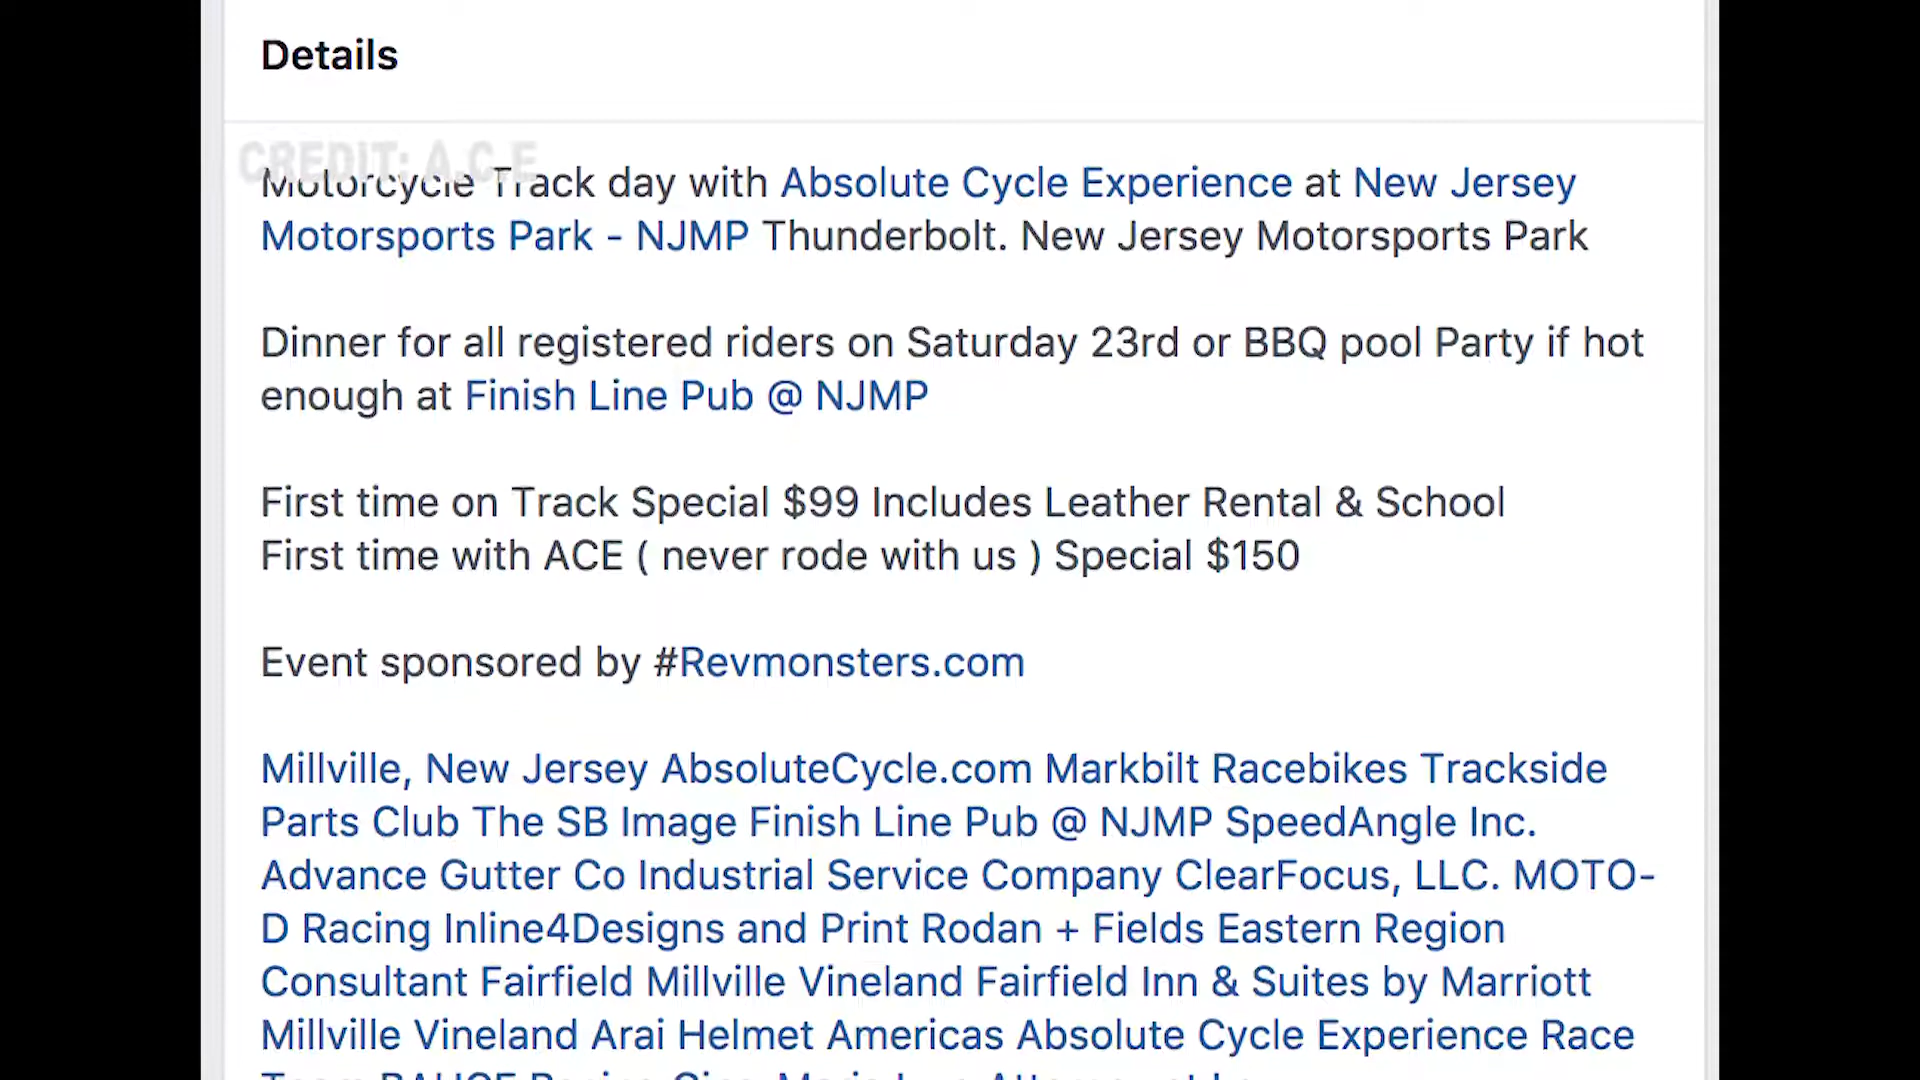 Details
CREDIT: A.C.E
Motorcycle Track day with Absolute Cycle Experience at New Jersey
Motorsports Park - NJMP Thunderbolt. New Jersey Motorsports Park
Dinner for all registered riders on Saturday 23rd or BBQ pool Party if hot
enough at Finish Line Pub @ NJMP
First time on Track Special $99 Includes Leather Rental & School
First time with ACE ( never rode with us ) Special $150
Event sponsored by #Revmonsters.com
Millville, New Jersey AbsoluteCycle.com Markbilt Racebikes Trackside
Parts Club The SB Image Finish Line Pub @ NJMP SpeedAngle Inc.
Advance Gutter Co Industrial Service Company ClearFocus, LLC. MOTO-
D Racing Inline4Designs and Print Rodan + Fields Eastern Region
Consultant Fairfield Millville Vineland Fairfield Inn & Suites by Marriott
Millville Vineland Arai Helmet Americas Absolute Cycle Experience Race